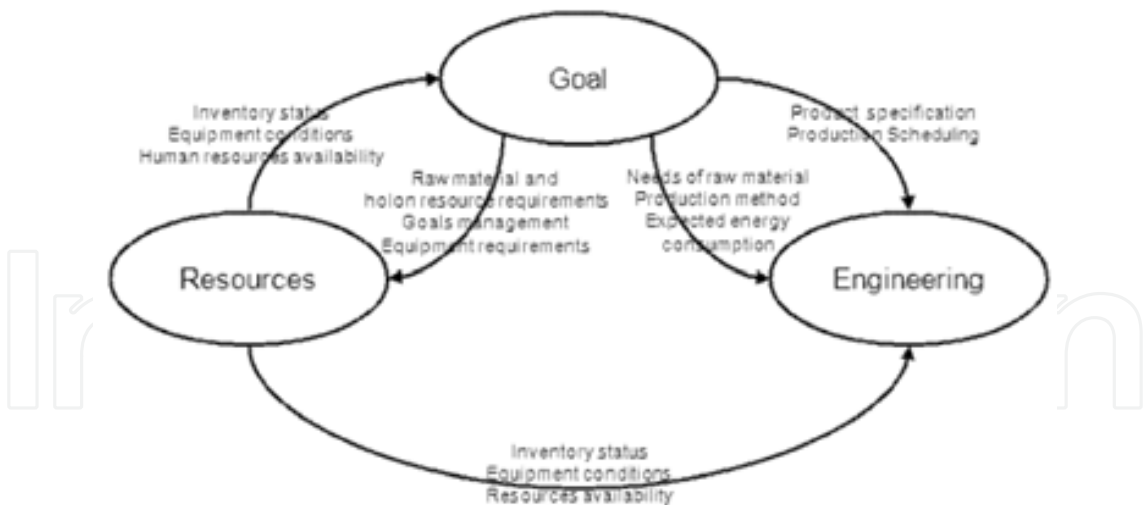 Goal
Inventory status
Equipment conditions
Human resources availability
Product specification
Production Scheduling
Raw material and
holon resource requirements
Goals management
Equipment requirements
Needs of raw material
Production method
Expected energy
consumption
Resources
Engineering
Inventory status
Equipment conditions
Resources availability